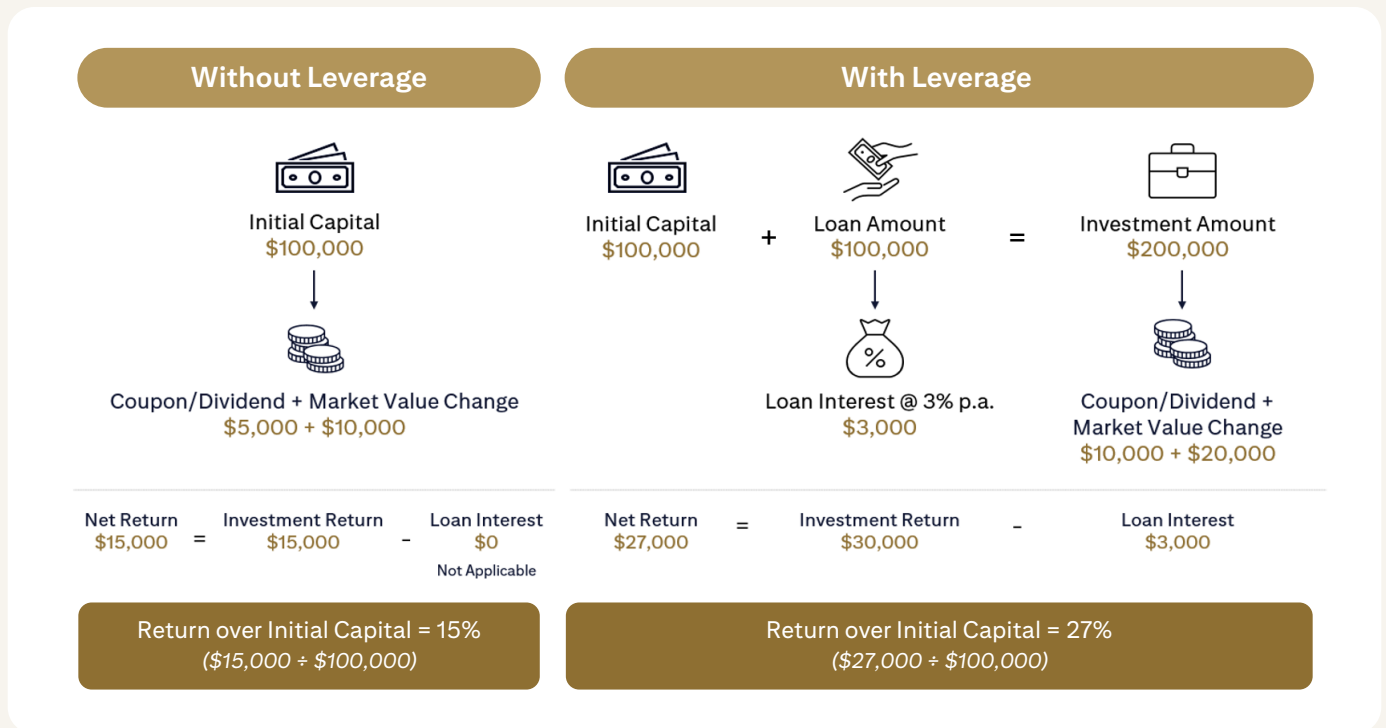 Without Leverage
Initial Capital
$100,000
Coupon/Dividend + Market Value Change
$5,000 + $10,000
Net Return
$15,000
=
Investment Return
$15,000
-
Loan Interest
$0
Not Applicable
Return over Initial Capital = 15%
($15,000 ÷ $100,000)
With Leverage
Initial Capital
$100,000
+
Loan Amount
$100,000
=
Investment Amount
$200,000
%
Loan Interest @ 3% p.a.
$3,000
Coupon/Dividend +
Market Value Change
$10,000 + $20,000
Net Return
$27,000
=
Investment Return
$30,000
-
Loan Interest
$3,000
Return over Initial Capital = 27%
($27,000 ÷ $100,000)